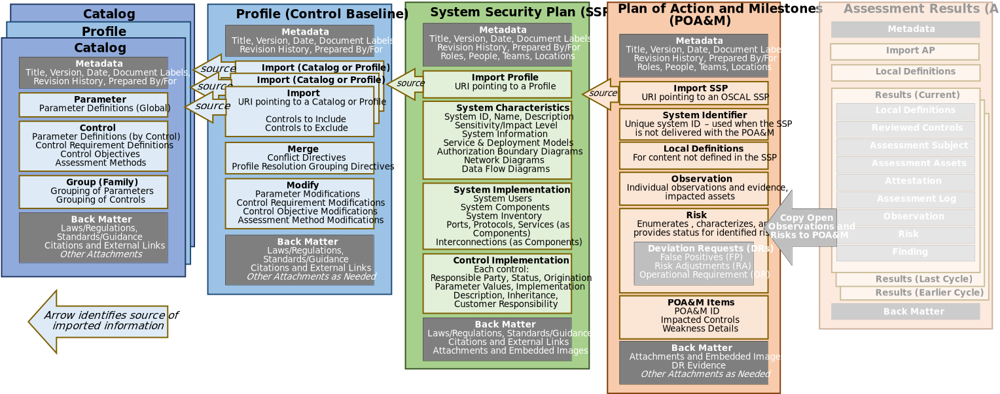 Catalog
Profile
Catalog
Metadata
Title, Version, Date, Document Labels,
Revision History, Prepared By/For
Parameter
Parameter Definitions (Global)
Control
Parameter Definitions (by Control)
Control Requirement Definitions
Control Objectives
Assessment Methods
Group (Family)
Grouping of Parameters
Grouping of Controls
Back Matter
Laws/Regulations,
Standards/Guidance
Citations and External Links
Other Attachments
Arrow identifies source of
imported information
Profile (Control Baseline)
Metadata
Title, Version, Date, Document Labels,
Revision History, Prepared By/For
source
Import (Catalog or Profile)
source
Import (Catalog or Profile)
source
Import
URI pointing to a Catalog or Profile
Controls to Include
Controls to Exclude
Merge
Conflict Directives
Profile Resolution Grouping Directives
Modify
Parameter Modifications
Control Requirement Modifications
Control Objective Modifications
Assessment Method Modifications
Back Matter
Laws/Regulations,
Standards/Guidance
Citations and External Links
Other Attachments as Needed
System Security Plan (SSP
Metadata
Title, Version, Date, Document Labels,
Revision History, Prepared By/For
Roles, People, Teams, Locations
source
Import Profile
URI pointing to a Profile
System Characteristics
System ID, Name, Description
Sensitivity/Impact Level
System Information
Service & Deployment Models
Authorization Boundary Diagrams
Network Diagrams
Data Flow Diagrams
System Implementation
System Users
System Components
System Inventory
Ports, Protocols, Services (as
Components)
Interconnections (as Components)
Control Implementation
Each control:
Responsible Party, Status, Origination
Parameter Values, Implementation
Description, Inheritance,
Customer Responsibility
Back Matter
Laws/Regulations, Standards/Guidance
Citations and External Links
Attachments and Embedded Images
Plan of Action and Milestones
(POA&M)
Metadata
Title, Version, Date, Document Labe
Revision History, Prepared By/For
Roles, People, Teams, Locations
source
Import SSP
URI pointing to an OSCAL SSP
System Identifier
Unique system ID – used when the SSP
is not delivered with the POA&M
Local Definitions
For content not defined in the SSP
Observation
Individual observations and evidence,
impacted assets
Risk
Enumerates , characterizes, a
provides status for identified ris
Deviation Requests (DRs)
False Positives (FP)
Risk Adjustments (RA)
Operational Requirement (OR)
POA&M Items
POA&M ID
Impacted Controls
Weakness Details
Back Matter
Attachments and Embedded Image
DR Evidence
Other Attachments as Needed
Copy Open
Observations and
Risks to POA&M
Assessment Results (A
Metadata
Import AP
Local Definitions
Results (Current)
Local Definitions
Reviewed Controls
Assessment Subject
Assessment Assets
Attestation
Assessment Log
Observation
Risk
Finding
Results (Last Cycle)
Results (Earlier Cycle)
Back Matter